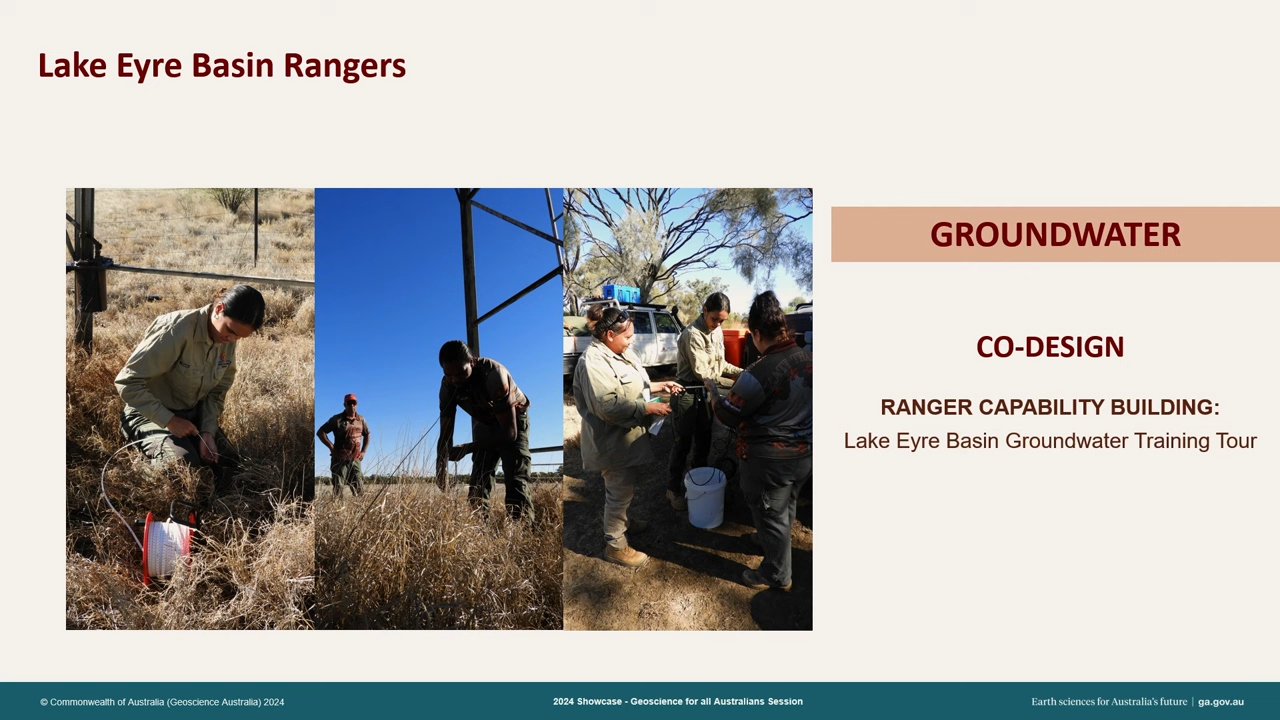 Lake Eyre Basin Rangers
GROUNDWATER
CO-DESIGN
RANGER CAPABILITY BUILDING:
Lake Eyre Basin Groundwater Training Tour
© Commonwealth of Australia (Geoscience Australia) 2024
2024 Showcase - Geoscience for all Australians Session
Earth sciences for Australia's future | ga.gov.au